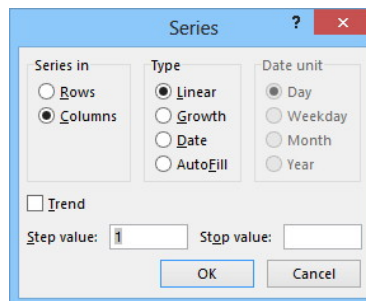 Series ?
Series in Type Date unit
Rows Linear Day
Columns Growth Weekday
Date Month
AutoFill Year
Trend
Step value: 1 Stop value:
OK Cancel